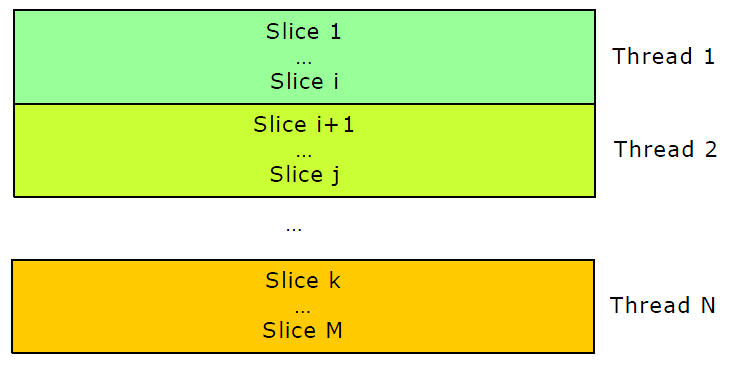 Slice 1
...
Slice i
Thread 1
Slice i+1
...
Slice j
Thread 2
...
Slice k
...
Slice M
Thread N